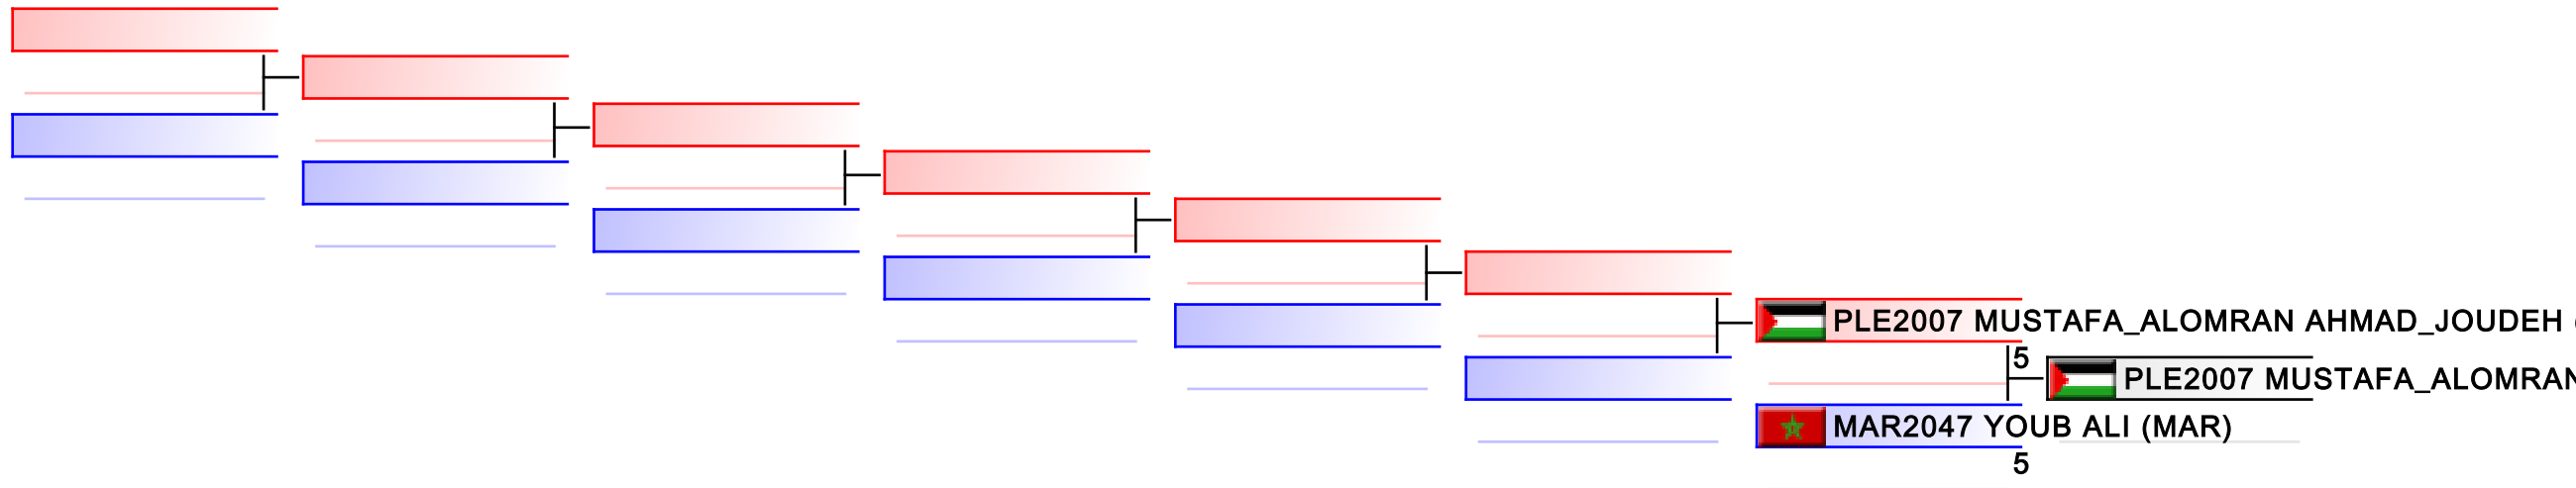 PLE2007 MUSTAFA_ALOMRAN AHMAD_JOUDEH
5
PLE2007 MUSTAFA_ALOMRAN
MAR2047 YOUB ALI (MAR)
5